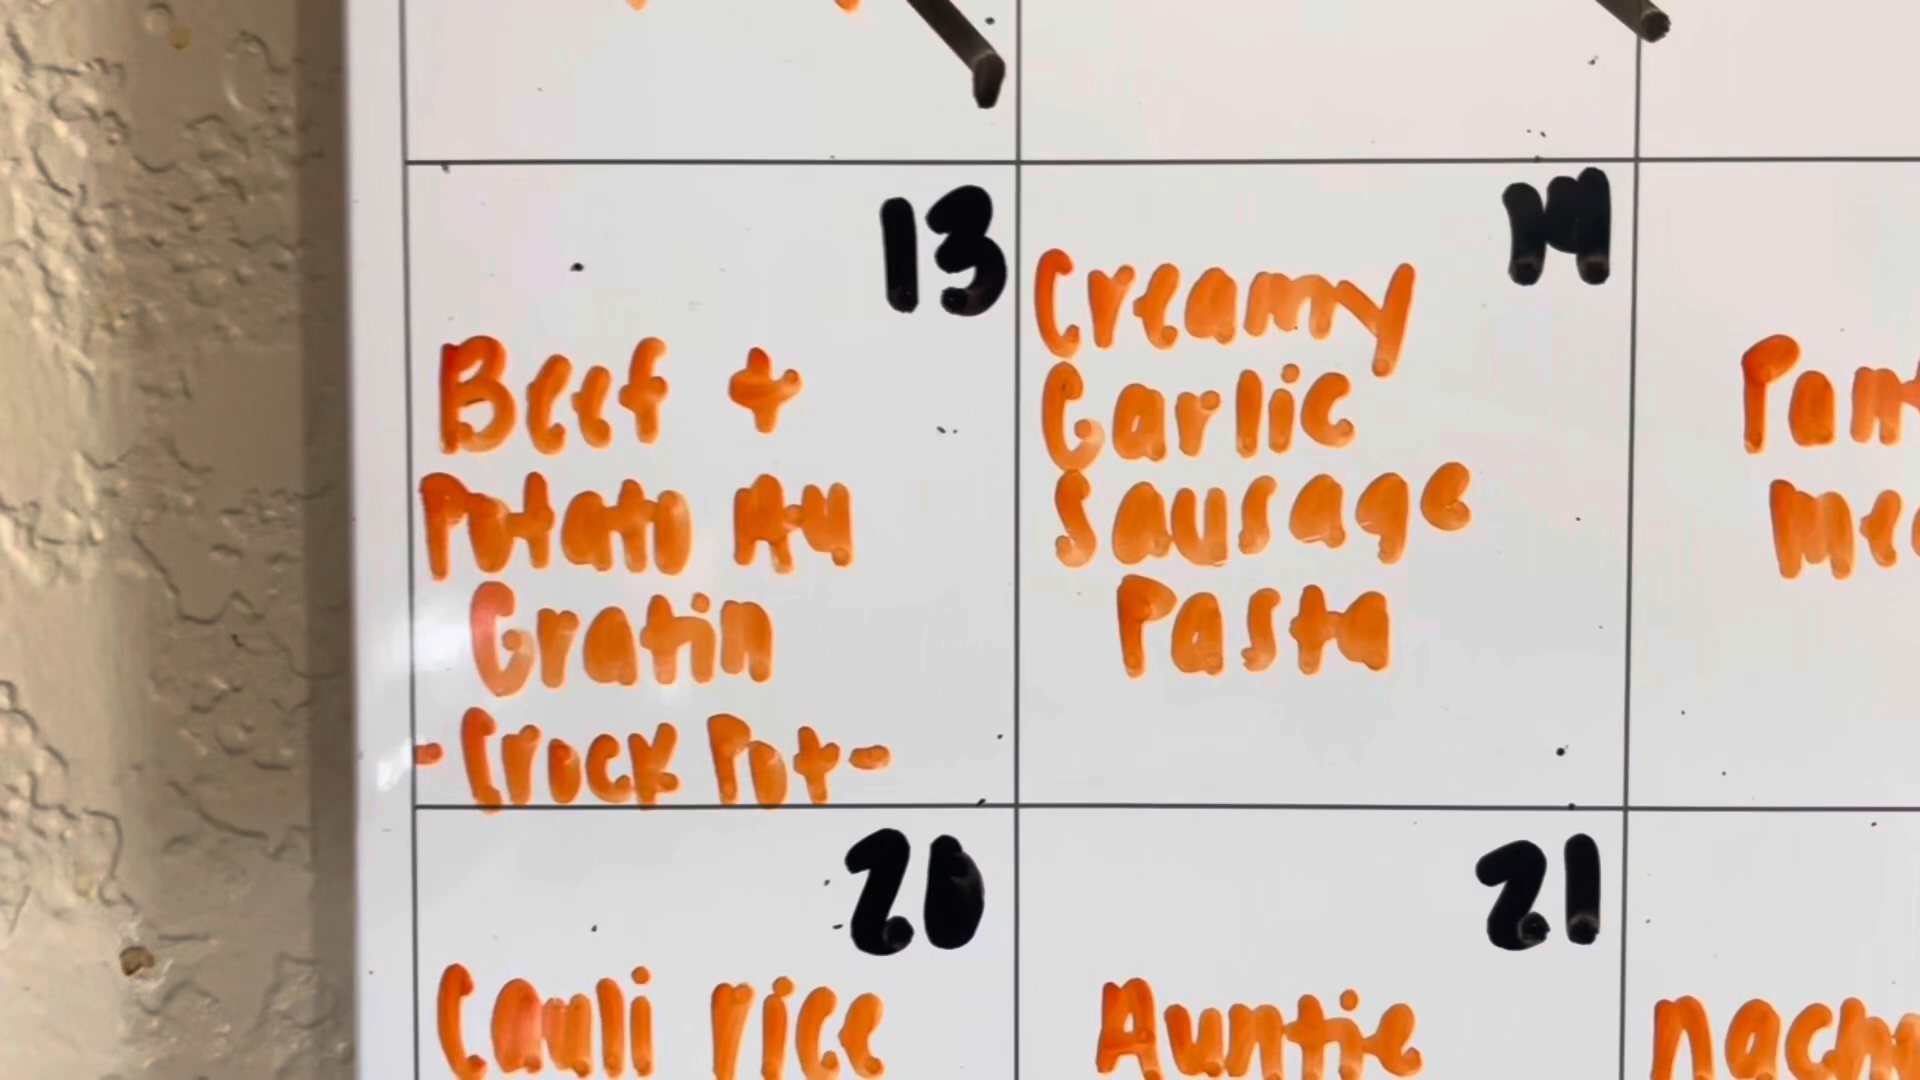 13
Beef +
Potato Au
Gratin
-Crock Pot-
14
Creamy
Garlic
Sausage
Pasta
20
Cauli rice
21
Auntie